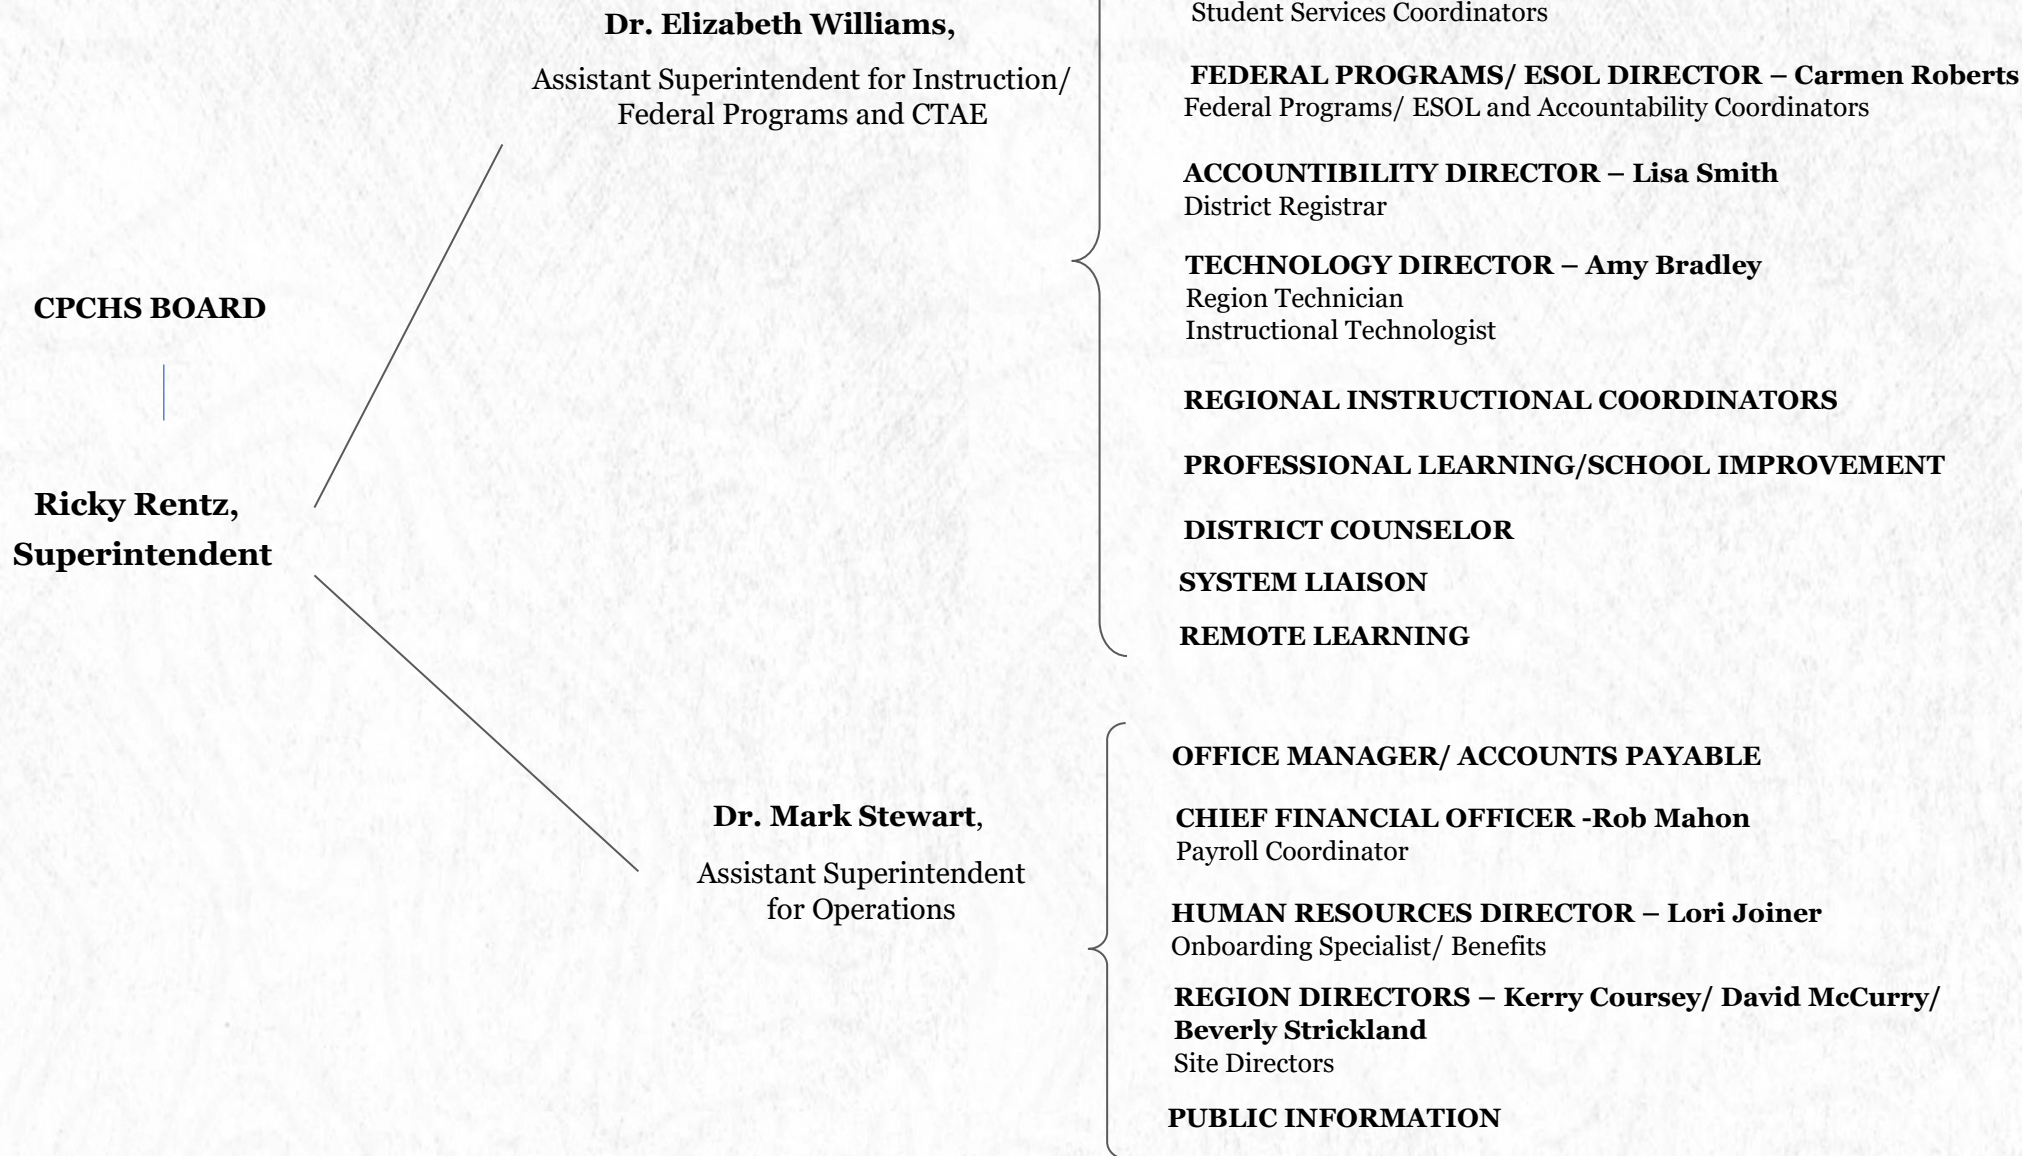 CPCHS BOARD
Ricky Rentz,
Superintendent
Dr. Elizabeth Williams,
Assistant Superintendent for Instruction/
Federal Programs and CTAE
Student Services Coordinators
FEDERAL PROGRAMS/ ESOL DIRECTOR – Carmen Roberts
Federal Programs/ ESOL and Accountability Coordinators
ACCOUNTIBILITY DIRECTOR – Lisa Smith
District Registrar
TECHNOLOGY DIRECTOR – Amy Bradley
Region Technician
Instructional Technologist
REGIONAL INSTRUCTIONAL COORDINATORS
PROFESSIONAL LEARNING/SCHOOL IMPROVEMENT
DISTRICT COUNSELOR
SYSTEM LIAISON
REMOTE LEARNING
Dr. Mark Stewart,
Assistant Superintendent
for Operations
OFFICE MANAGER/ ACCOUNTS PAYABLE
CHIEF FINANCIAL OFFICER -Rob Mahon
Payroll Coordinator
HUMAN RESOURCES DIRECTOR – Lori Joiner
Onboarding Specialist/ Benefits
REGION DIRECTORS – Kerry Coursey/ David McCurry/
Beverly Strickland
Site Directors
PUBLIC INFORMATION